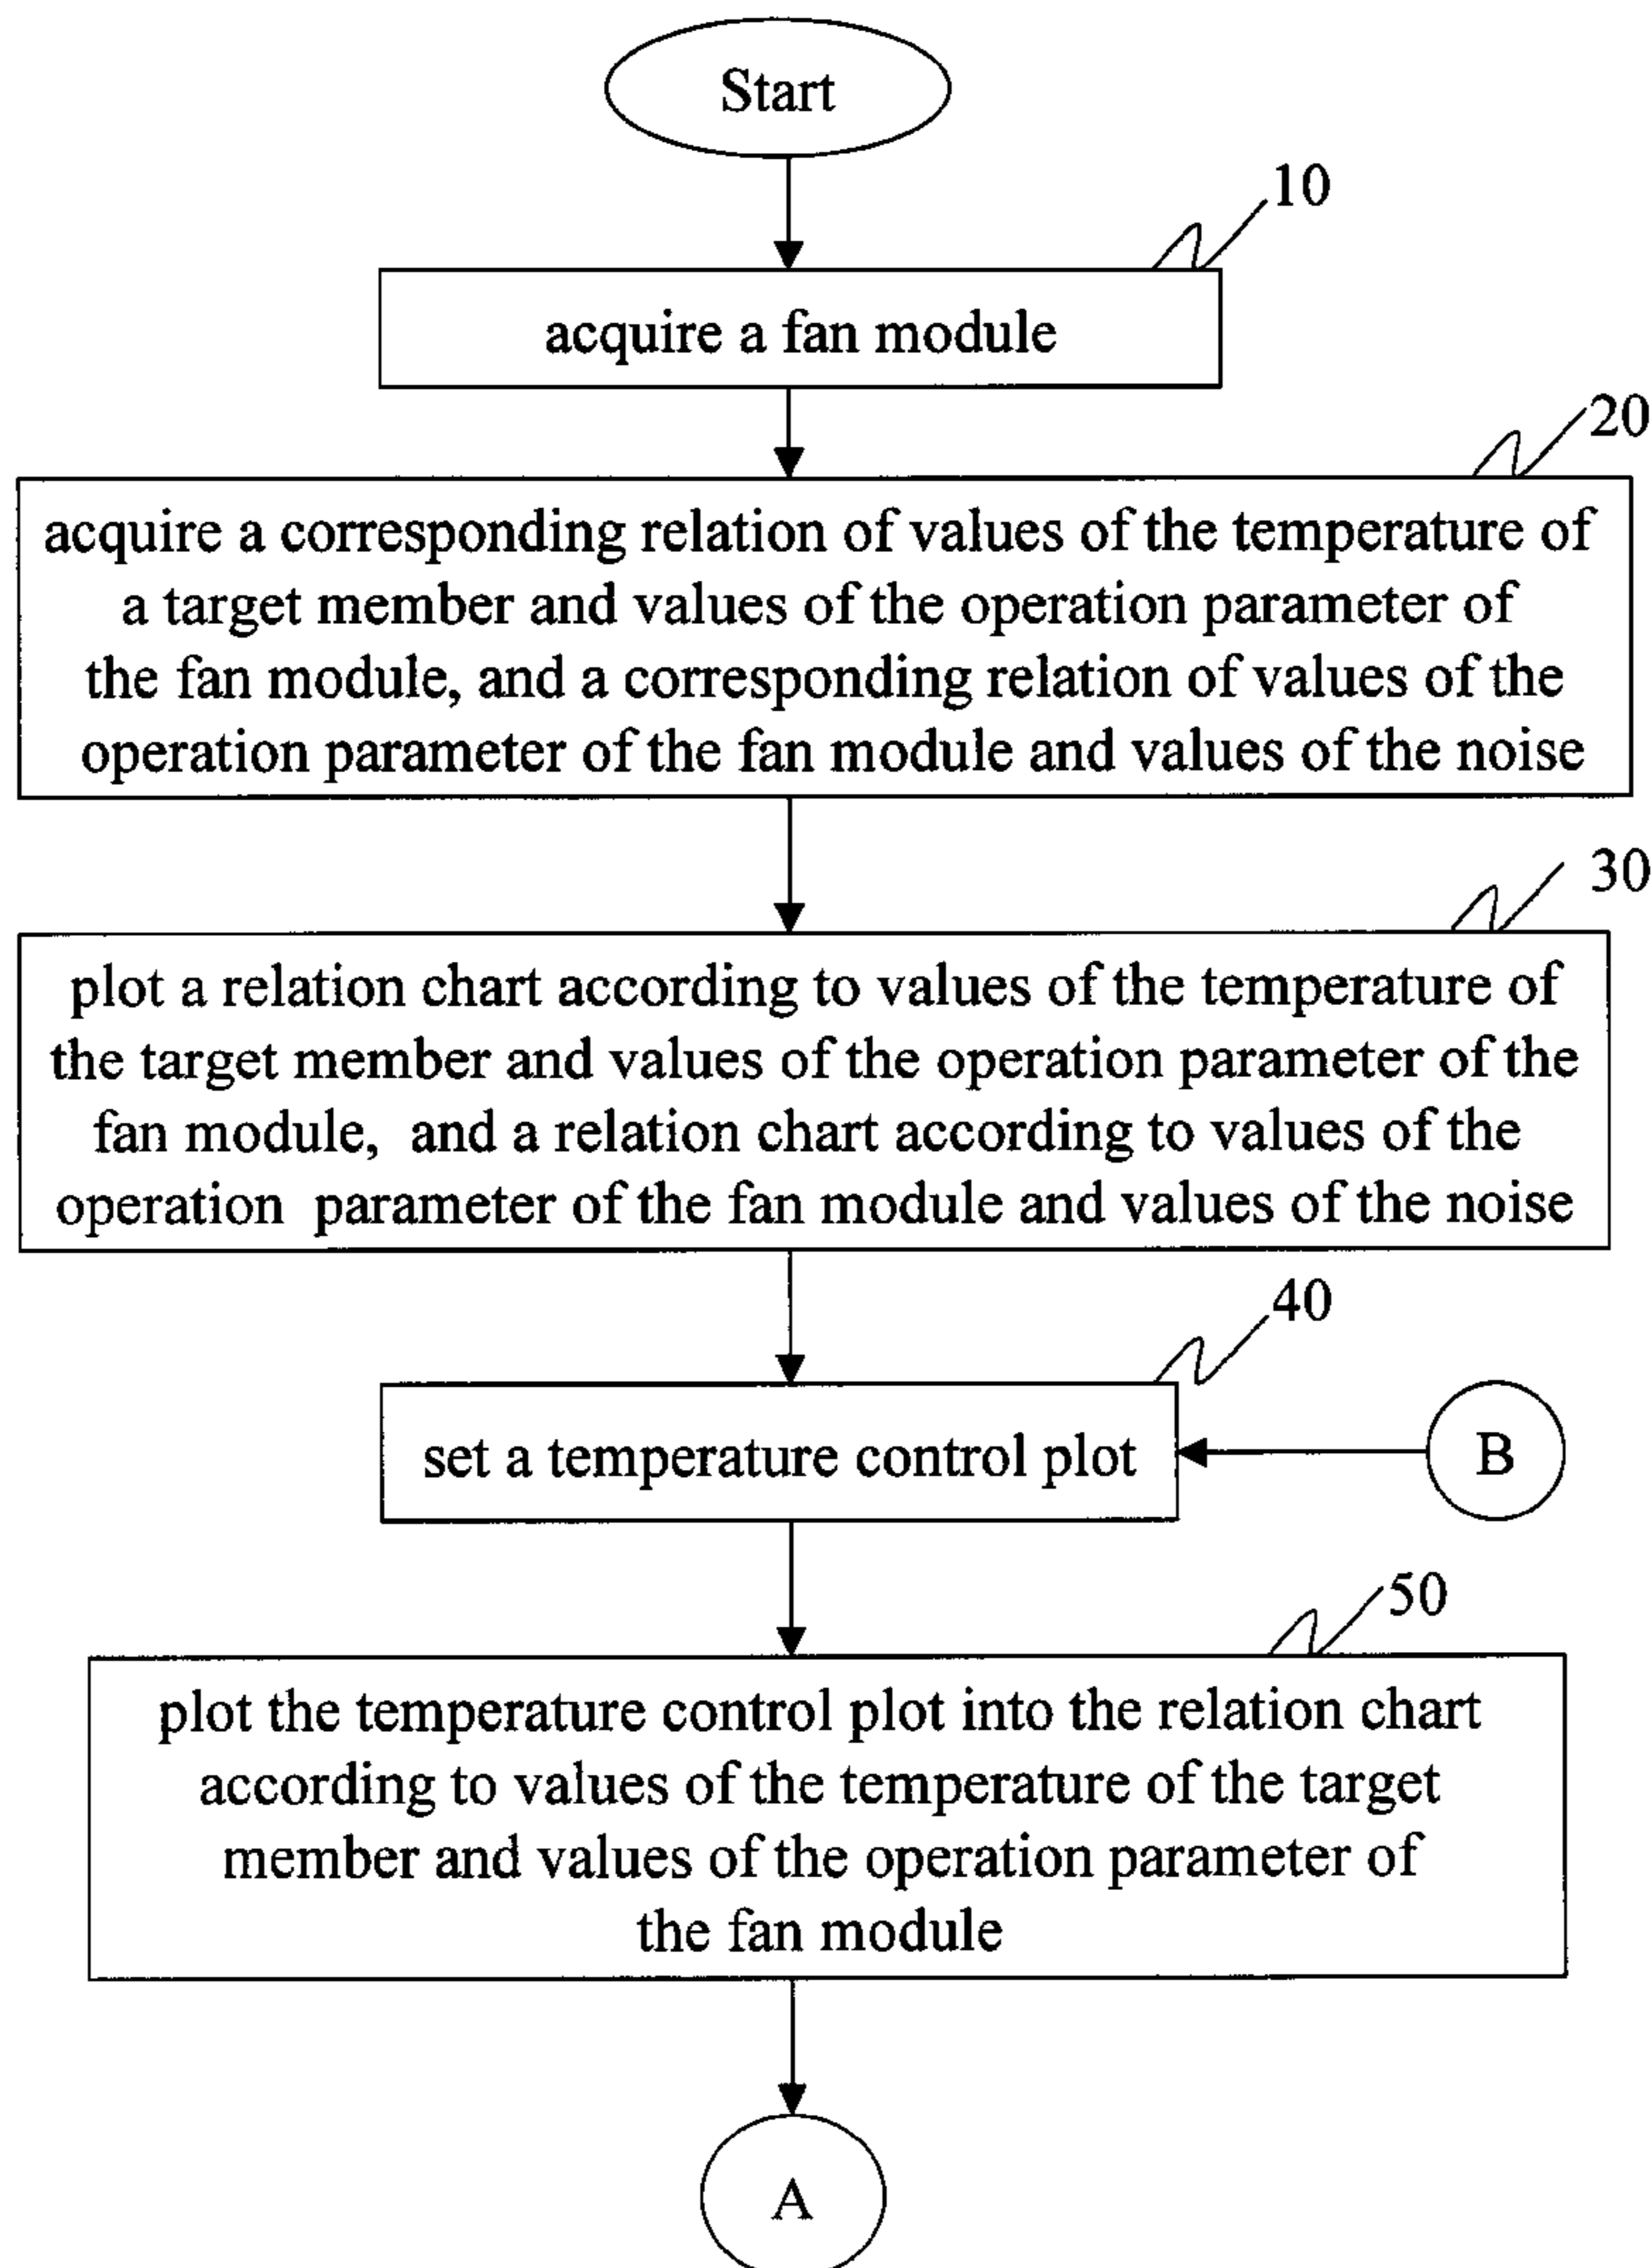 Start
10
acquire a fan module
20
acquire a corresponding relation of values of the temperature of
a target member and values of the operation parameter of
the fan module, and a corresponding relation of values of the
operation parameter of the fan module and values of the noise
30
plot a relation chart according to values of the temperature of
the target member and values of the operation parameter of the
fan module, and a relation chart according to values of the
operation parameter of the fan module and values of the noise
40
set a temperature control plot
B
50
plot the temperature control plot into the relation chart
according to values of the temperature of the target
member and values of the operation parameter of
the fan module
A